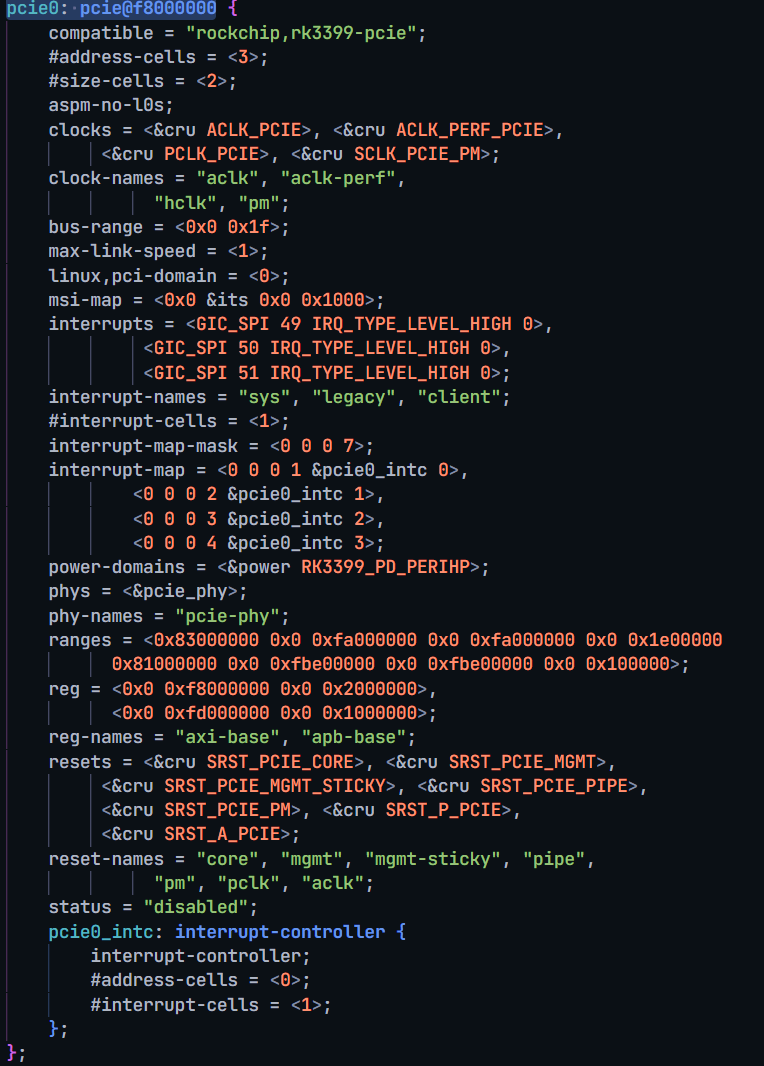 pcie0: pcie@f8000000 {
compatible = "rockchip,rk3399-pcie";
#address-cells = <3>;
#size-cells = <2>;
aspm-no-l0s;
clocks = <&cru ACLK_PCIE>, <&cru ACLK_PERF_PCIE>,
<&cru PCLK_PCIE>, <&cru SCLK_PCIE_PM>;
clock-names = "aclk", "aclk-perf",
"hclk", "pm";
bus-range = <0x0 0x1f>;
max-link-speed = <1>;
linux,pci-domain = <0>;
msi-map = <0x0 &its 0x0 0x1000>;
interrupts = <GIC_SPI 49 IRQ_TYPE_LEVEL_HIGH 0>,
<GIC_SPI 50 IRQ_TYPE_LEVEL_HIGH 0>,
<GIC_SPI 51 IRQ_TYPE_LEVEL_HIGH 0>;
interrupt-names = "sys", "legacy", "client";
#interrupt-cells = <1>;
interrupt-map-mask = <0 0 0 7>;
interrupt-map = <0 0 0 1 &pcie0_intc 0>,
<0 0 0 2 &pcie0_intc 1>,
<0 0 0 3 &pcie0_intc 2>,
<0 0 0 4 &pcie0_intc 3>;
power-domains = <&power RK3399_PD_PERIHP>;
phys = <&pcie_phy>;
phy-names = "pcie-phy";
ranges = <0x83000000 0x0 0xfa000000 0x0 0xfa000000 0x0 0x1e00000
0x81000000 0x0 0xfbe00000 0x0 0xfbe00000 0x0 0x100000>;
reg = <0x0 0xf8000000 0x0 0x2000000>,
<0x0 0xfd000000 0x0 0x1000000>;
reg-names = "axi-base", "apb-base";
resets = <&cru SRST_PCIE_CORE>, <&cru SRST_PCIE_MGMT>,
<&cru SRST_PCIE_MGMT_STICKY>, <&cru SRST_PCIE_PIPE>,
<&cru SRST_PCIE_PM>, <&cru SRST_P_PCIE>,
<&cru SRST_A_PCIE>;
reset-names = "core", "mgmt", "mgmt-sticky", "pipe",
"pm", "pclk", "aclk";
status = "disabled";
pcie0_intc: interrupt-controller {
interrupt-controller;
#address-cells = <0>;
#interrupt-cells = <1>;
};
};